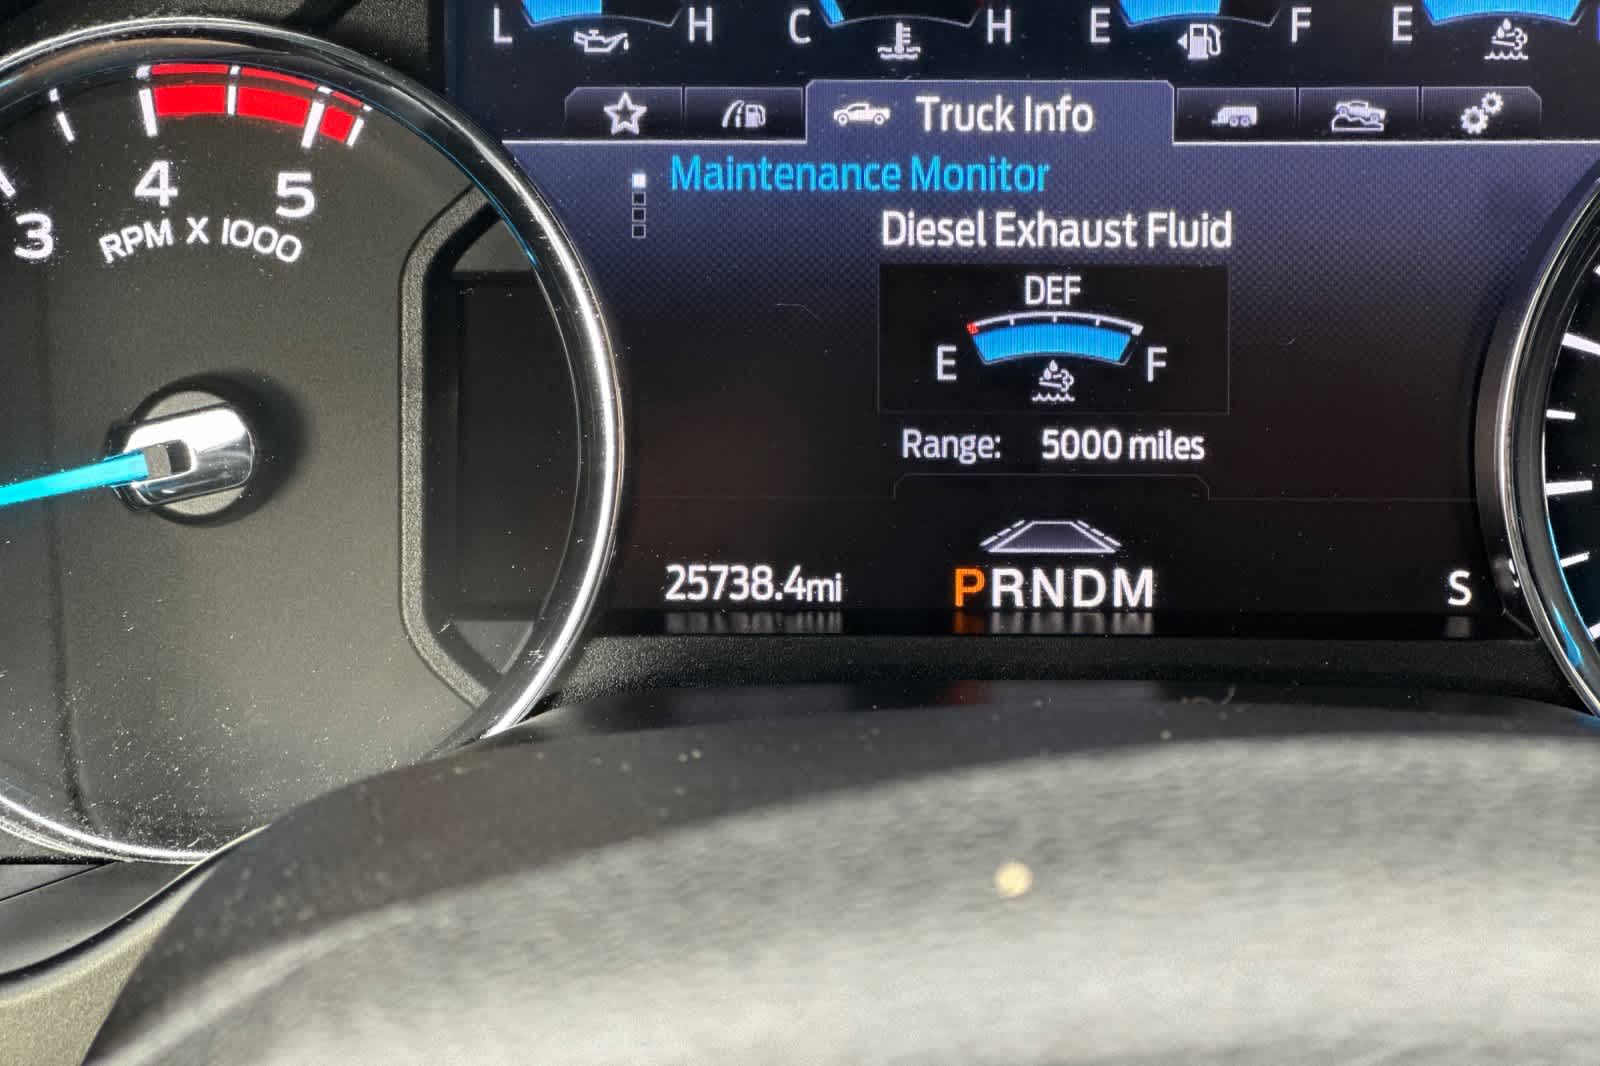 L H C H E F E
Truck Info
Maintenance Monitor
Diesel Exhaust Fluid
DEF
E F
Range: 5000 miles
25738.4mi PRNDM S
3 4 5
RPM X 1000